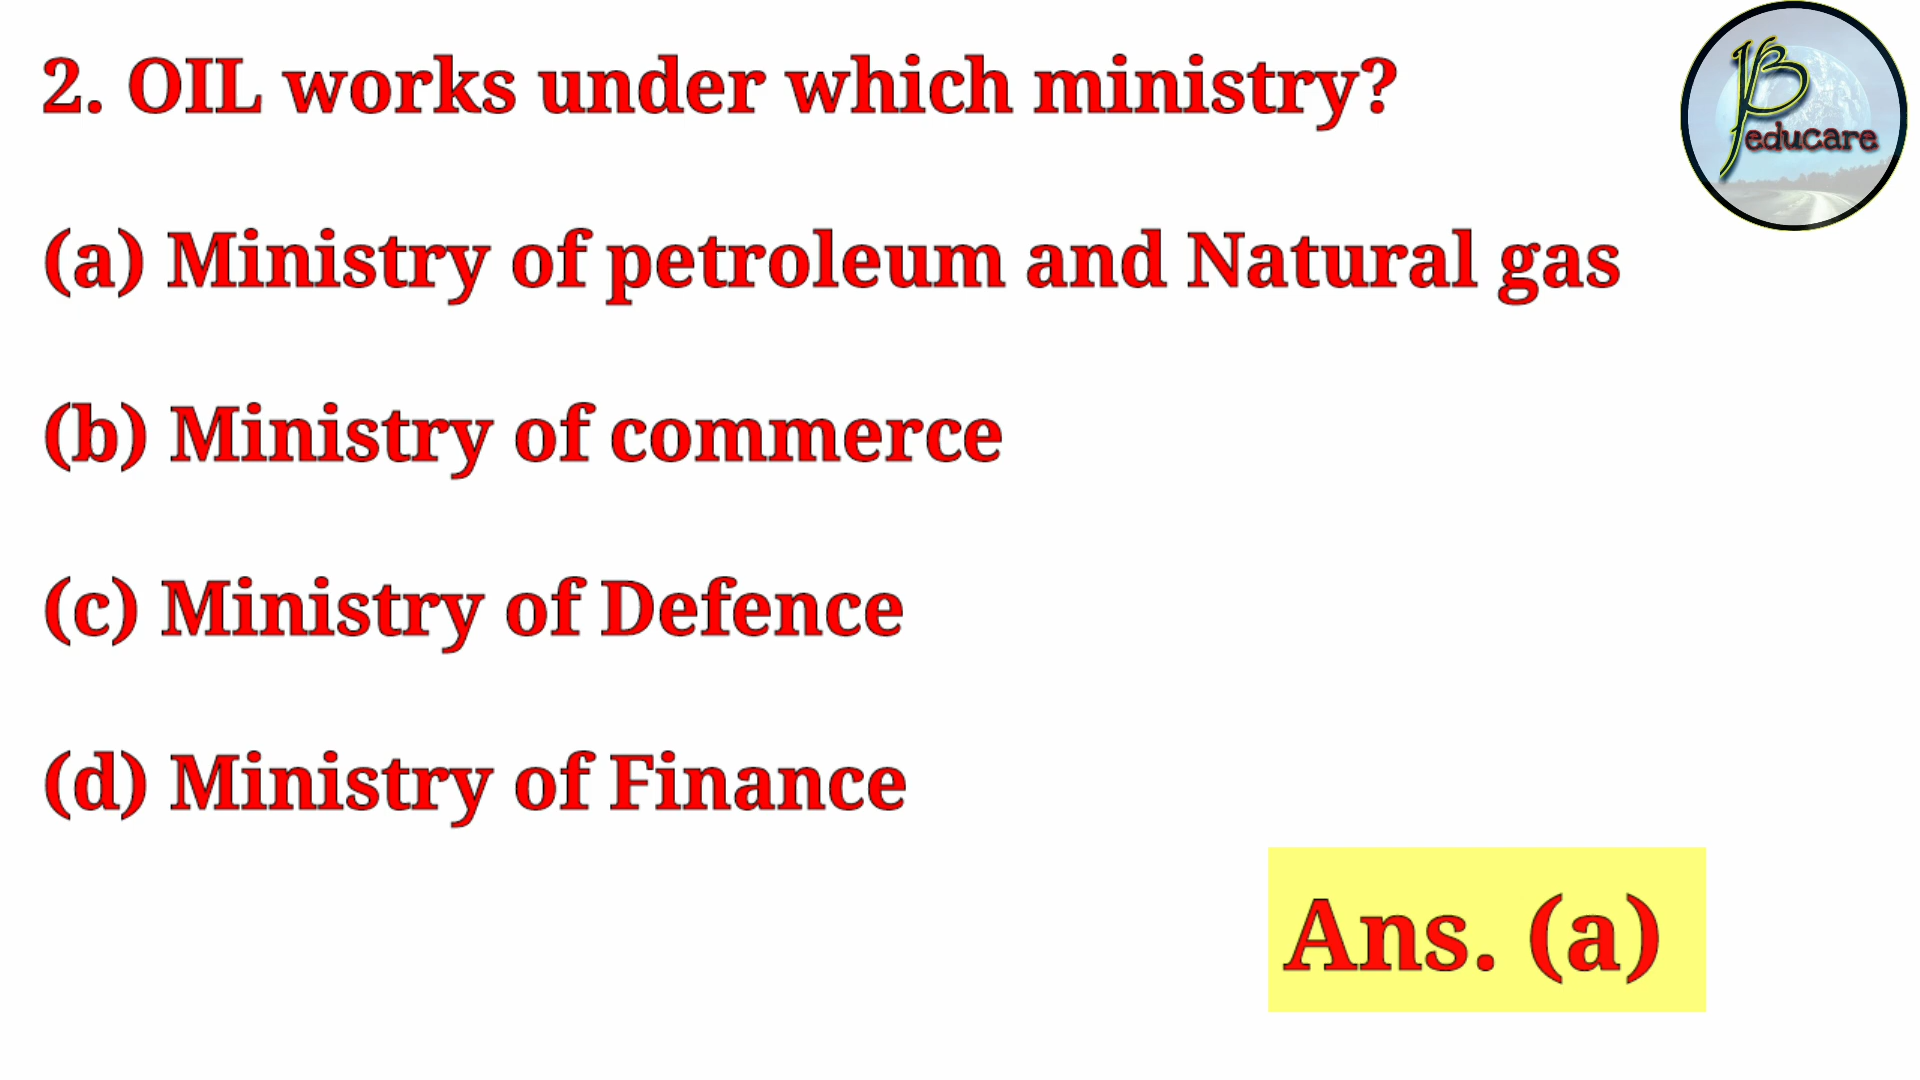 2. OIL works under which ministry?
(a) Ministry of petroleum and Natural gas
(b) Ministry of commerce
(c) Ministry of Defence
(d) Ministry of Finance
Ans. (a)
educare